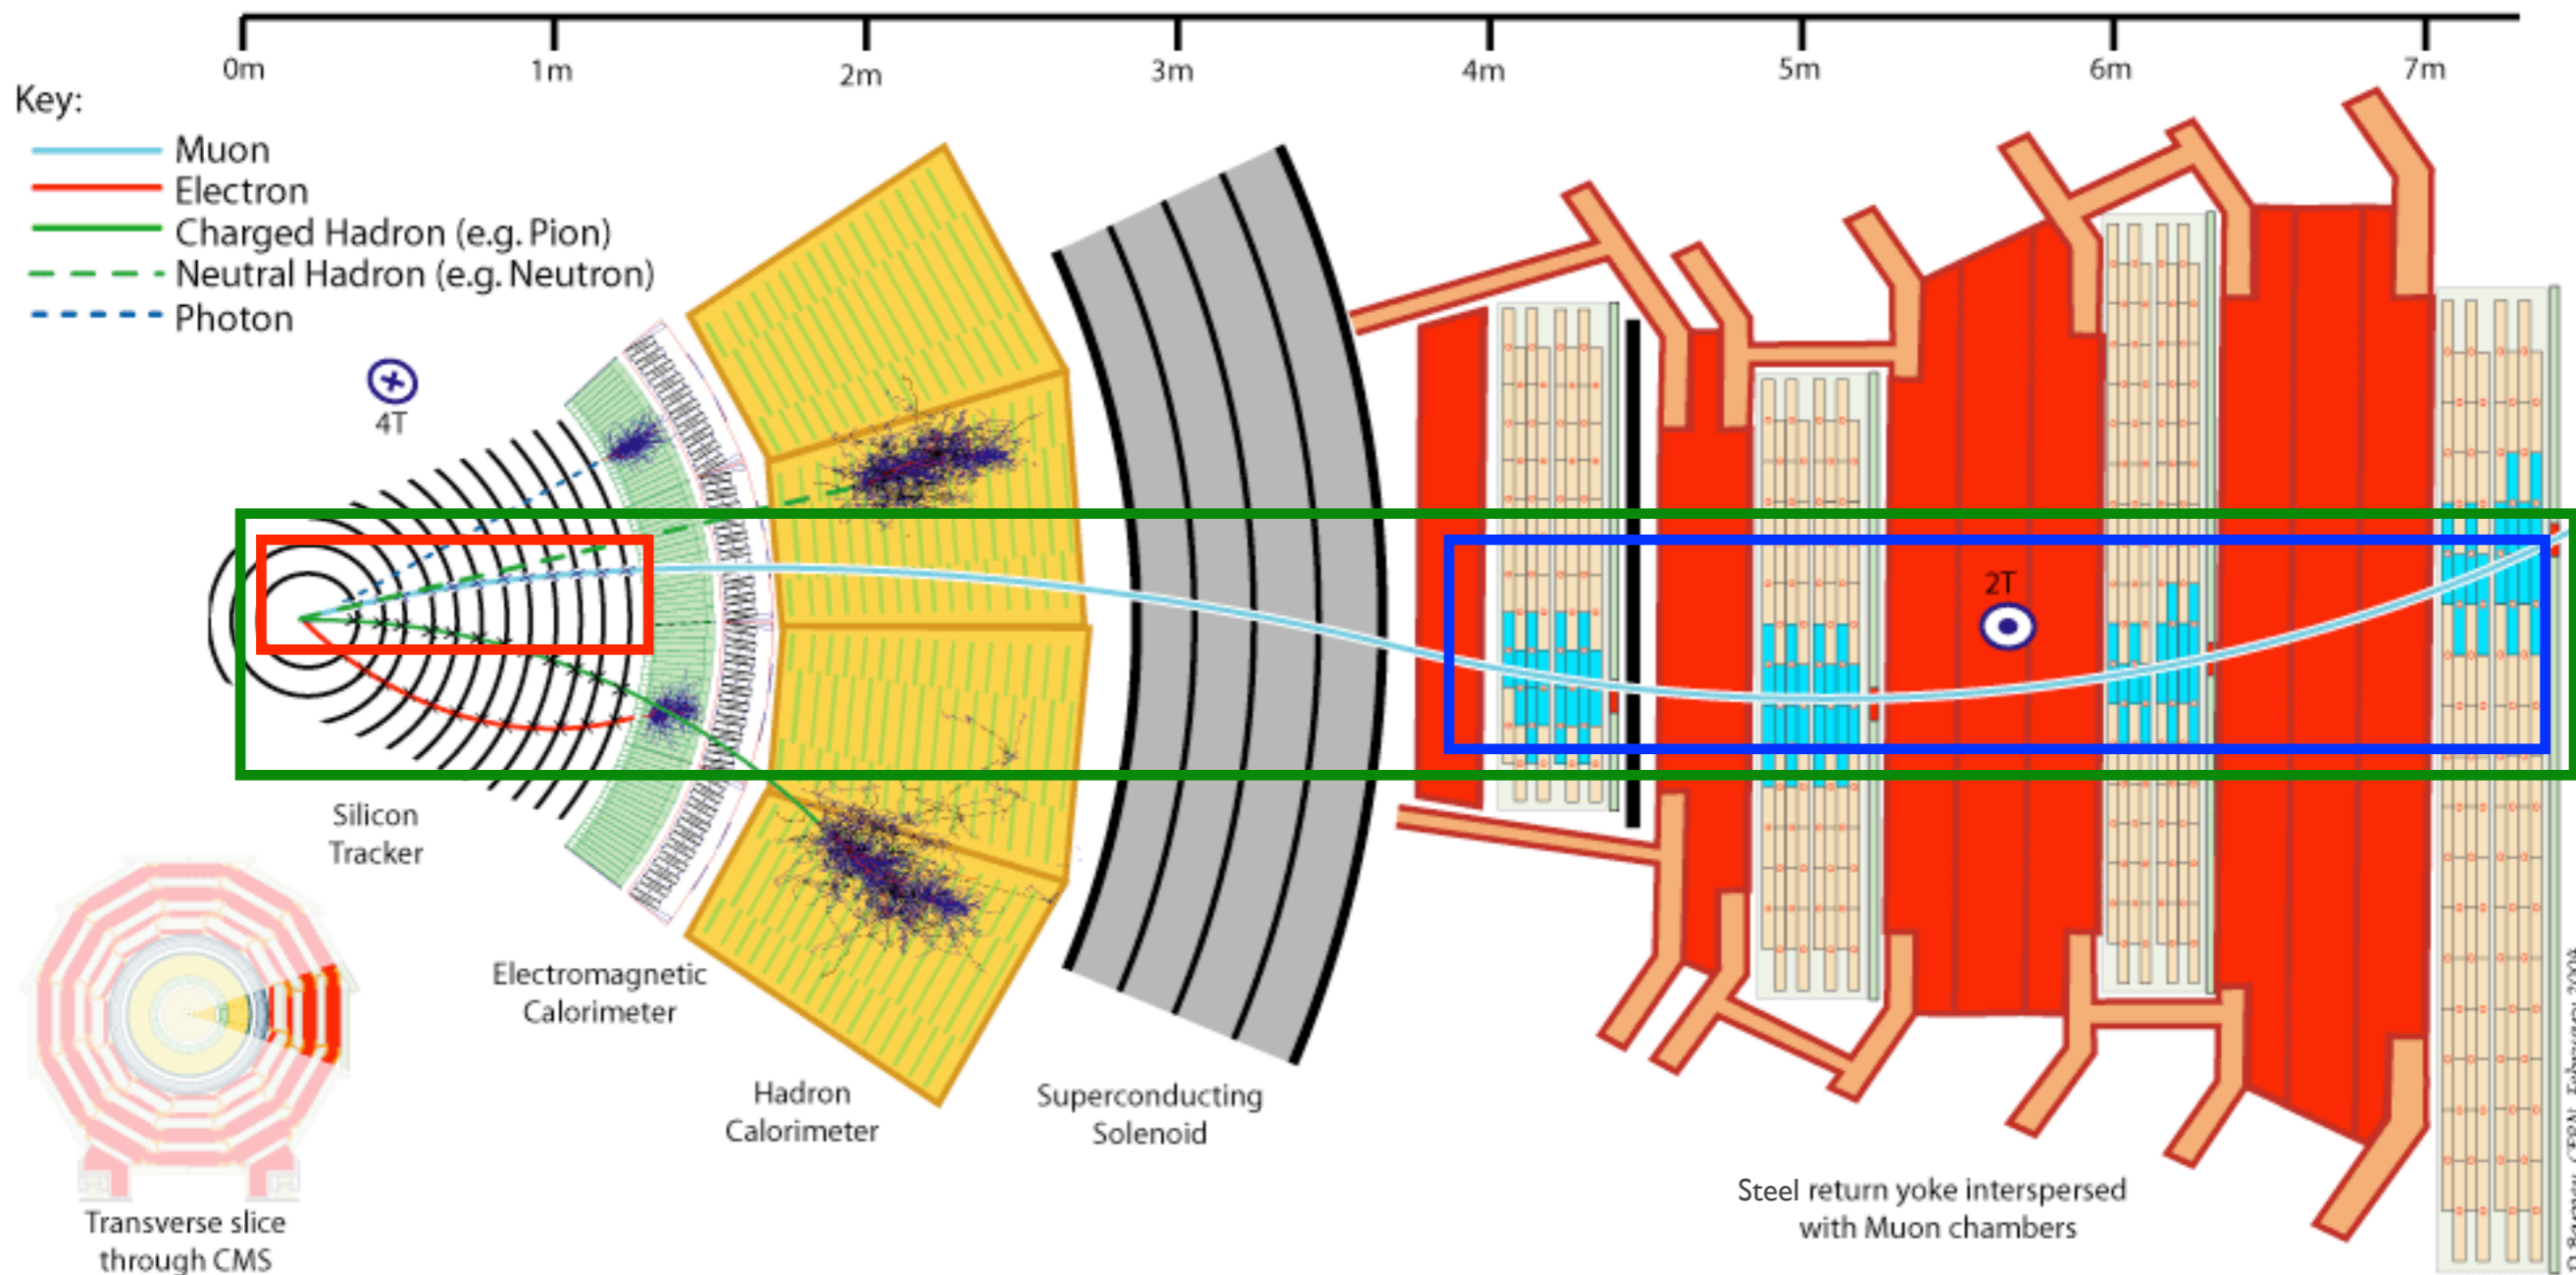 0m 1m 2m 3m 4m 5m 6m 7m
Key:
Muon
Electron
Charged Hadron (e.g. Pion)
Neutral Hadron (e.g. Neutron)
Photon
4T
2T
Silicon
Tracker
Electromagnetic
Calorimeter
Hadron
Calorimeter
Superconducting
Solenoid
Steel return yoke interspersed
with Muon chambers
Transverse slice
through CMS